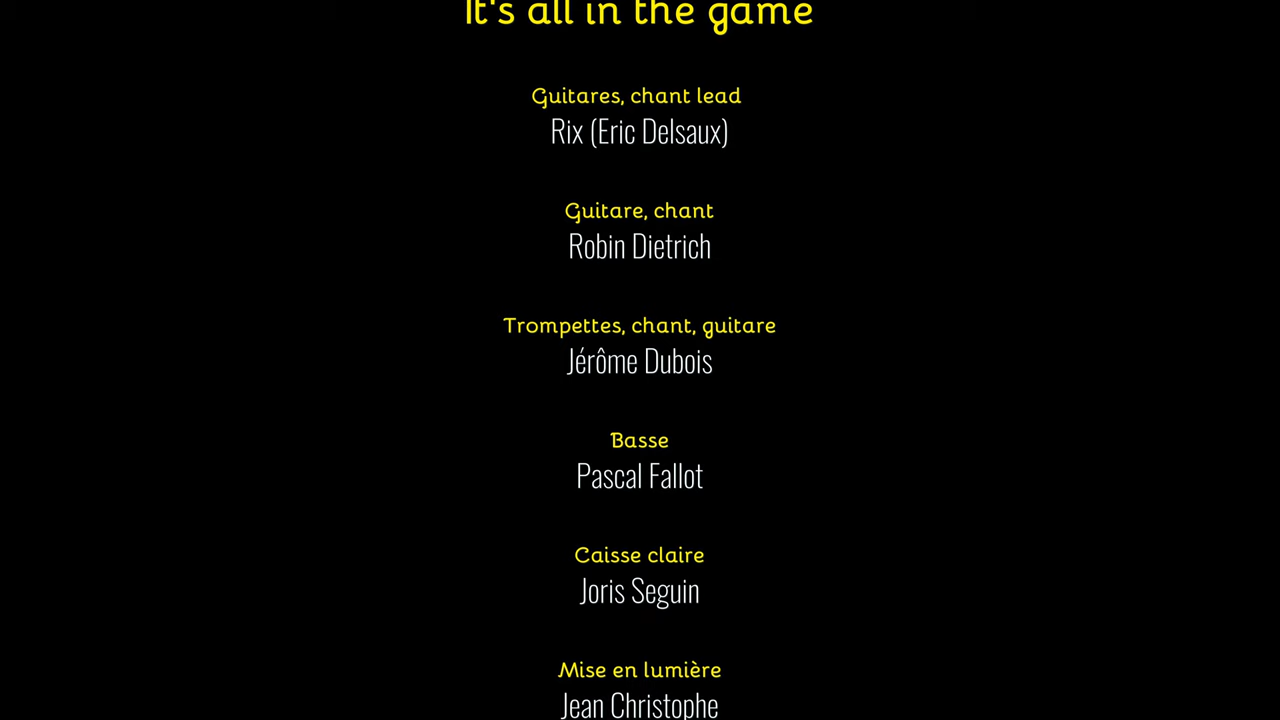 It's all in the game
Guitares, chant lead
Rix (Eric Delsaux)
Guitare, chant
Robin Dietrich
Trompettes, chant, guitare
Jérôme Dubois
Basse
Pascal Fallot
Caisse claire
Joris Seguin
Mise en lumière
Jean Christophe